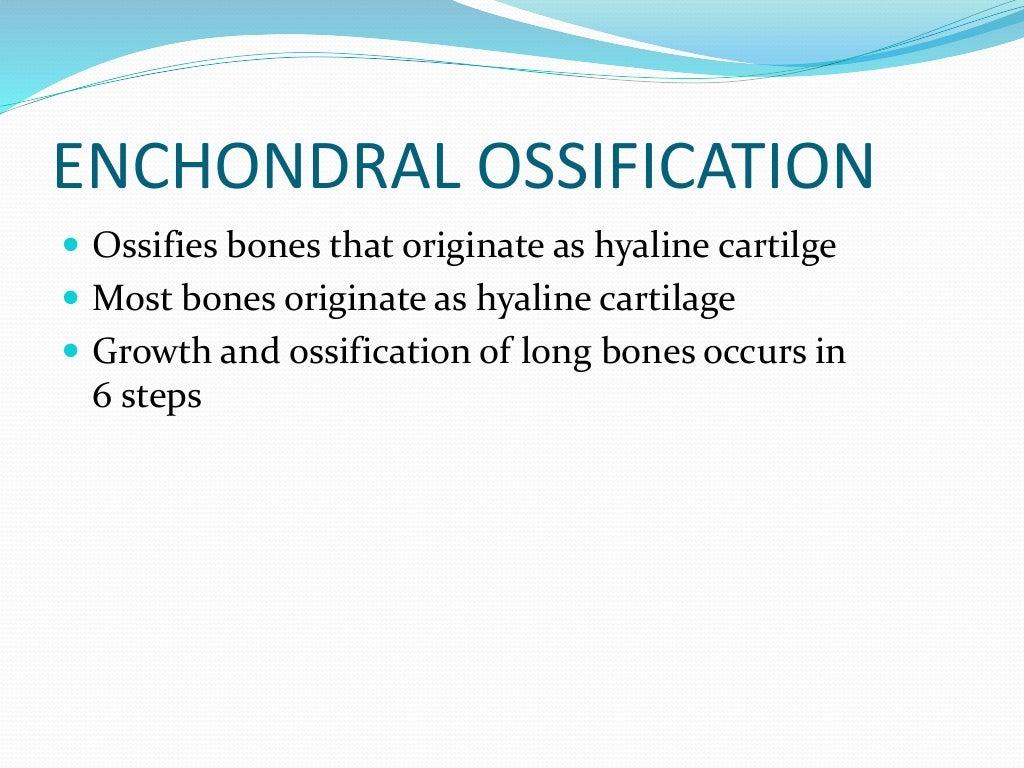 ENCHONDRAL OSSIFICATION
• Ossifies bones that originate as hyaline cartilge
• Most bones originate as hyaline cartilage
• Growth and ossification of long bones occurs in
6 steps